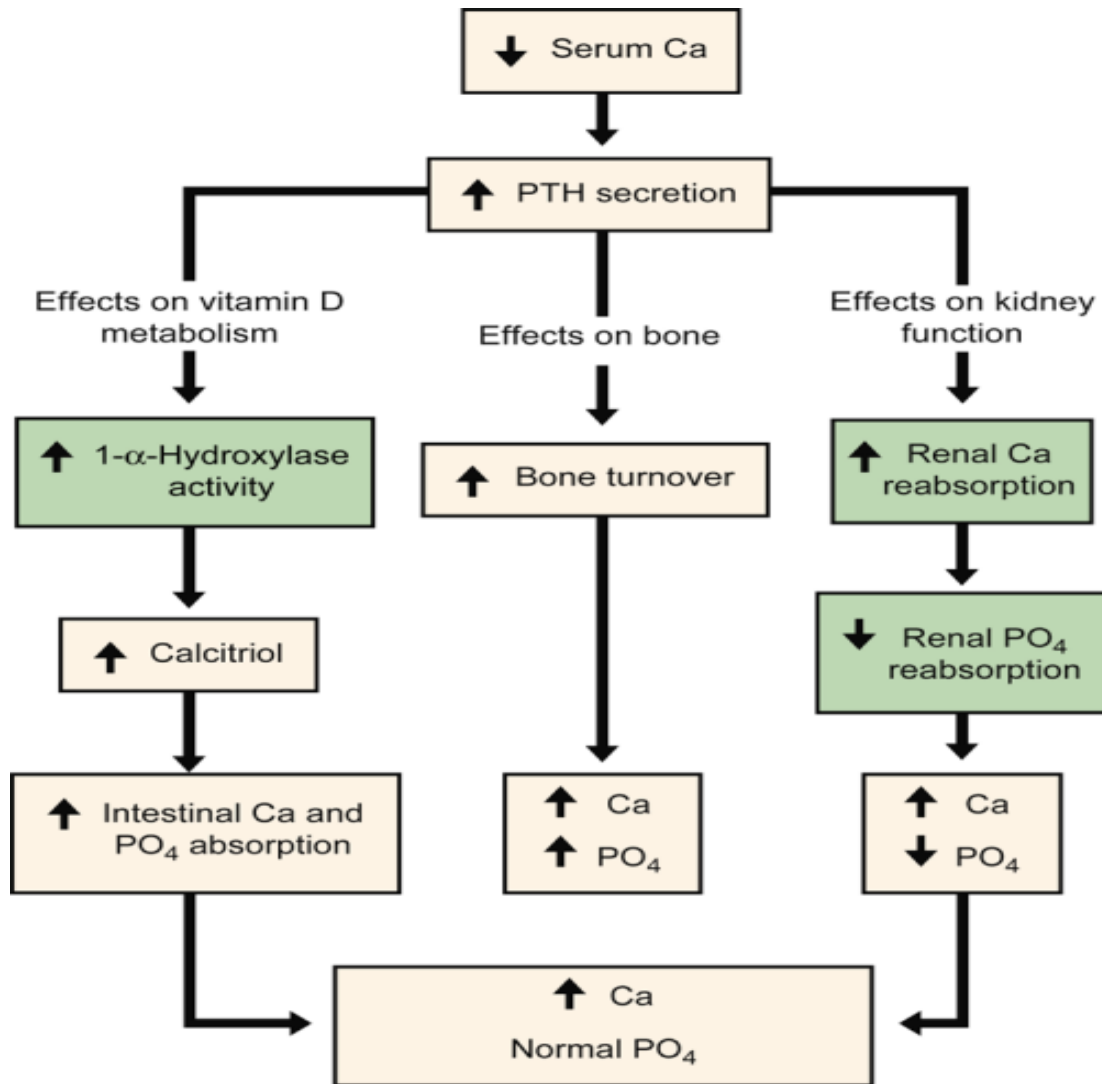 Serum Ca
PTH secretion
Effects on vitamin D
metabolism
Effects on bone
Effects on kidney
function
1-α-Hydroxylase
activity
Bone turnover
Renal Ca
reabsorption
Calcitriol
Renal PO₄
reabsorption
Intestinal Ca and
PO₄ absorption
Ca
PO₄
Ca
PO₄
Ca
Normal PO₄